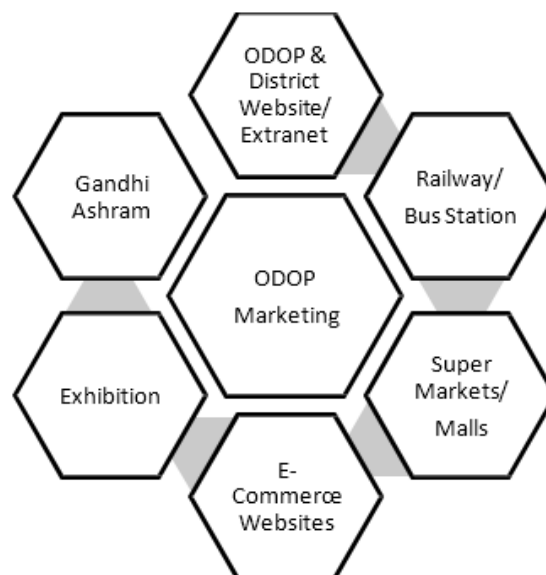 ODOP &
District
Website/
Extranet
Railway/
Bus Station
Super
Markets/
Malls
E-
Commerce
Websites
Exhibition
Gandhi
Ashram
ODOP
Marketing